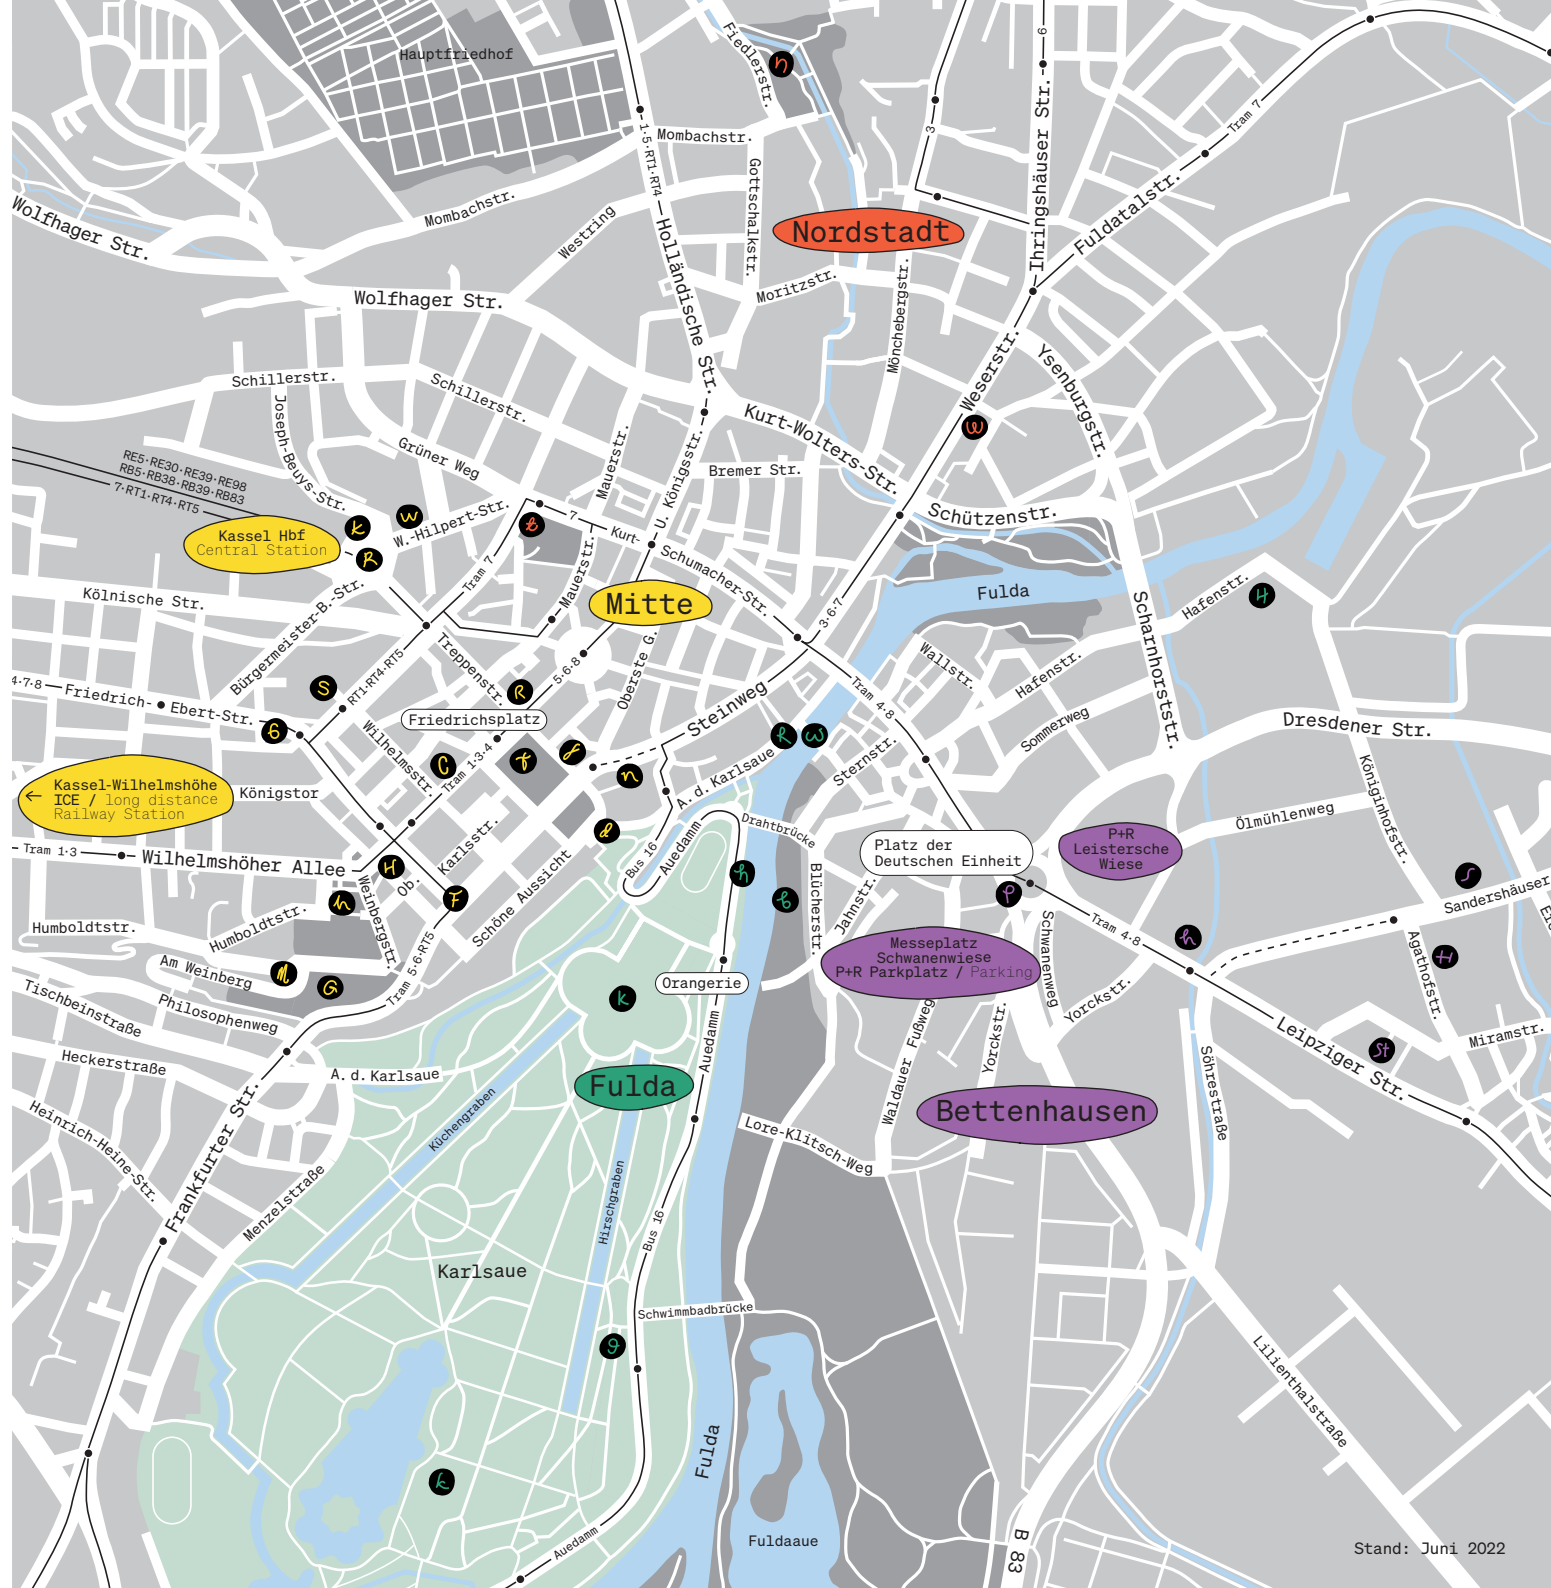 Hauptfriedhof
Fiedlerstr.
n
6
3
Tram 7
1·5·RT1·RT4
Mombachstr.
Gottschalkstr.
Ihringshäuser Str.
Fuldatalstr.
Wolfhager Str.
Mombachstr.
Westring
Nordstadt
Holländische Str.
Moritzstr.
Mönchebergstr.
Wolfhager Str.
Weserstr.
Ysenburgstr.
Schillerstr.
Schillerstr.
Joseph-Beuys-Str.
Kurt-Wolters-Str.
W
Grüner Weg
Mauerstr.
U. Königsstr.
Bremer Str.
RE5·RE30·RE39·RE98
RB5·RB38·RB39·RB83
7·RT1·RT4·RT5
Schützenstr.
K
W
W.-Hilpert-Str.
B
7
Kurt-
Schumacher-Str.
Kassel Hbf
Central Station
R
Tram 7
Mauerstr.
Mitte
3·6·7
Fulda
Scharnhorststr.
Hafenstr.
H
Kölnische Str.
Bürgermeister-B.-Str.
Treppenstr.
5·6·8
Oberste G.
Wallstr.
Hafenstr.
Tram 4·8
4·7·8
Friedrich-
Ebert-Str.
S
RT1·RT4·RT5
R
Friedrichsplatz
Steinweg
Sommerweg
Dresdener Str.
G
Wilhelmsstr.
C
Tram 1·3·4
T
f
n
R
W
A. d. Karlsaue
Sternstr.
Königinhofstr.
Kassel-Wilhelmshöhe
← ICE / long distance
Railway Station
Königstor
Ölmühlenweg
d
Drahtbrücke
Bus 16
Auedamm
Platz der
Deutschen Einheit
P+R
Leistersche
Wiese
Tram 1·3
Wilhelmshöher Allee
H
Ob.
Karlsstr.
F
h
Weinbergstr.
Schöne Aussicht
h
b
Blücherstr.
Jahnstr.
P
Schwanenweg
Tram 4·8
h
S
Sandershäuser
Humboldtstr.
Humboldtstr.
Am Weinberg
M
G
Tram 5·6·RT5
Messeplatz
Schwanenwiese
P+R Parkplatz / Parking
H
Agathofstr.
Tischbeinstraße
Philosophenweg
k
Orangerie
Auedamm
Waldauer Fußweg
Yorckstr.
Yorckstr.
Leipziger Str.
St
Miramstr.
Heckerstraße
A. d. Karlsaue
Fulda
Küchengraben
Bettenhausen
Söhrestraße
Heinrich-Heine-Str.
Frankfurter Str.
Menzelstraße
Lore-Klitsch-Weg
Hirschgraben
Bus 16
Karlsaue
Schwimmbadbrücke
g
Lilienthalstraße
Fulda
k
Auedamm
Fuldaaue
B 83
Stand: Juni 2022